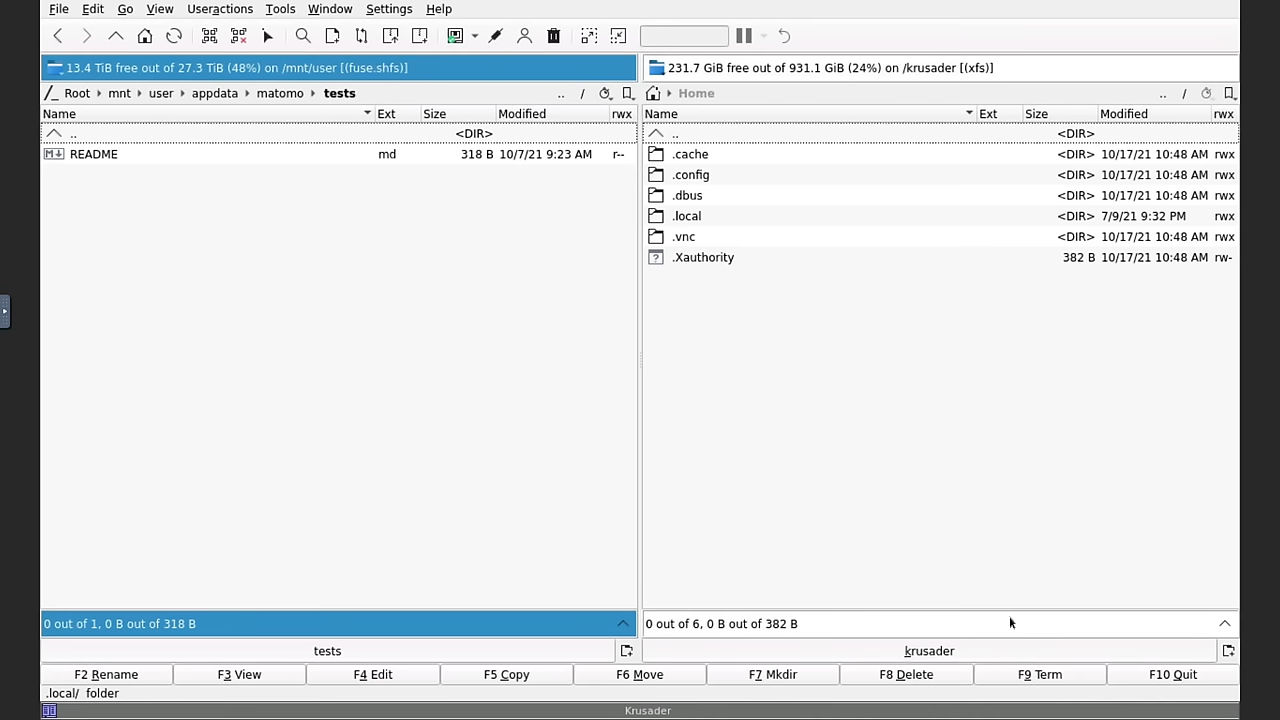 File Edit Go View Useractions Tools Window Settings Help
13.4 TiB free out of 27.3 TiB (48%) on /mnt/user [(fuse.shfs)]
231.7 GiB free out of 931.1 GiB (24%) on /krusader [(xfs)]
/_ Root mnt user appdata matomo tests .. /
Home .. /
Name Ext Size Modified rwx
Name Ext Size Modified rwx
.. <DIR>
.. <DIR>
README md 318 B 10/7/21 9:23 AM r--
.cache <DIR> 10/17/21 10:48 AM rwx
.config <DIR> 10/17/21 10:48 AM rwx
.dbus <DIR> 10/17/21 10:48 AM rwx
.local <DIR> 7/9/21 9:32 PM rwx
.vnc <DIR> 10/17/21 10:48 AM rwx
.Xauthority 382 B 10/17/21 10:48 AM rw-
0 out of 1, 0 B out of 318 B
0 out of 6, 0 B out of 382 B
tests
krusader
F2 Rename F3 View F4 Edit F5 Copy F6 Move F7 Mkdir F8 Delete F9 Term F10 Quit
.local/ folder
Krusader